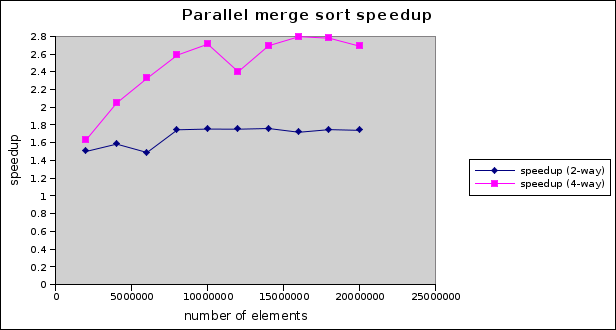 Parallel merge sort speedup
speedup
2.8
2.6
2.4
2.2
2
1.8
1.6
1.4
1.2
1
0.8
0.6
0.4
0.2
0
0 5000000 10000000 15000000 20000000 25000000
number of elements
speedup (2-way)
speedup (4-way)